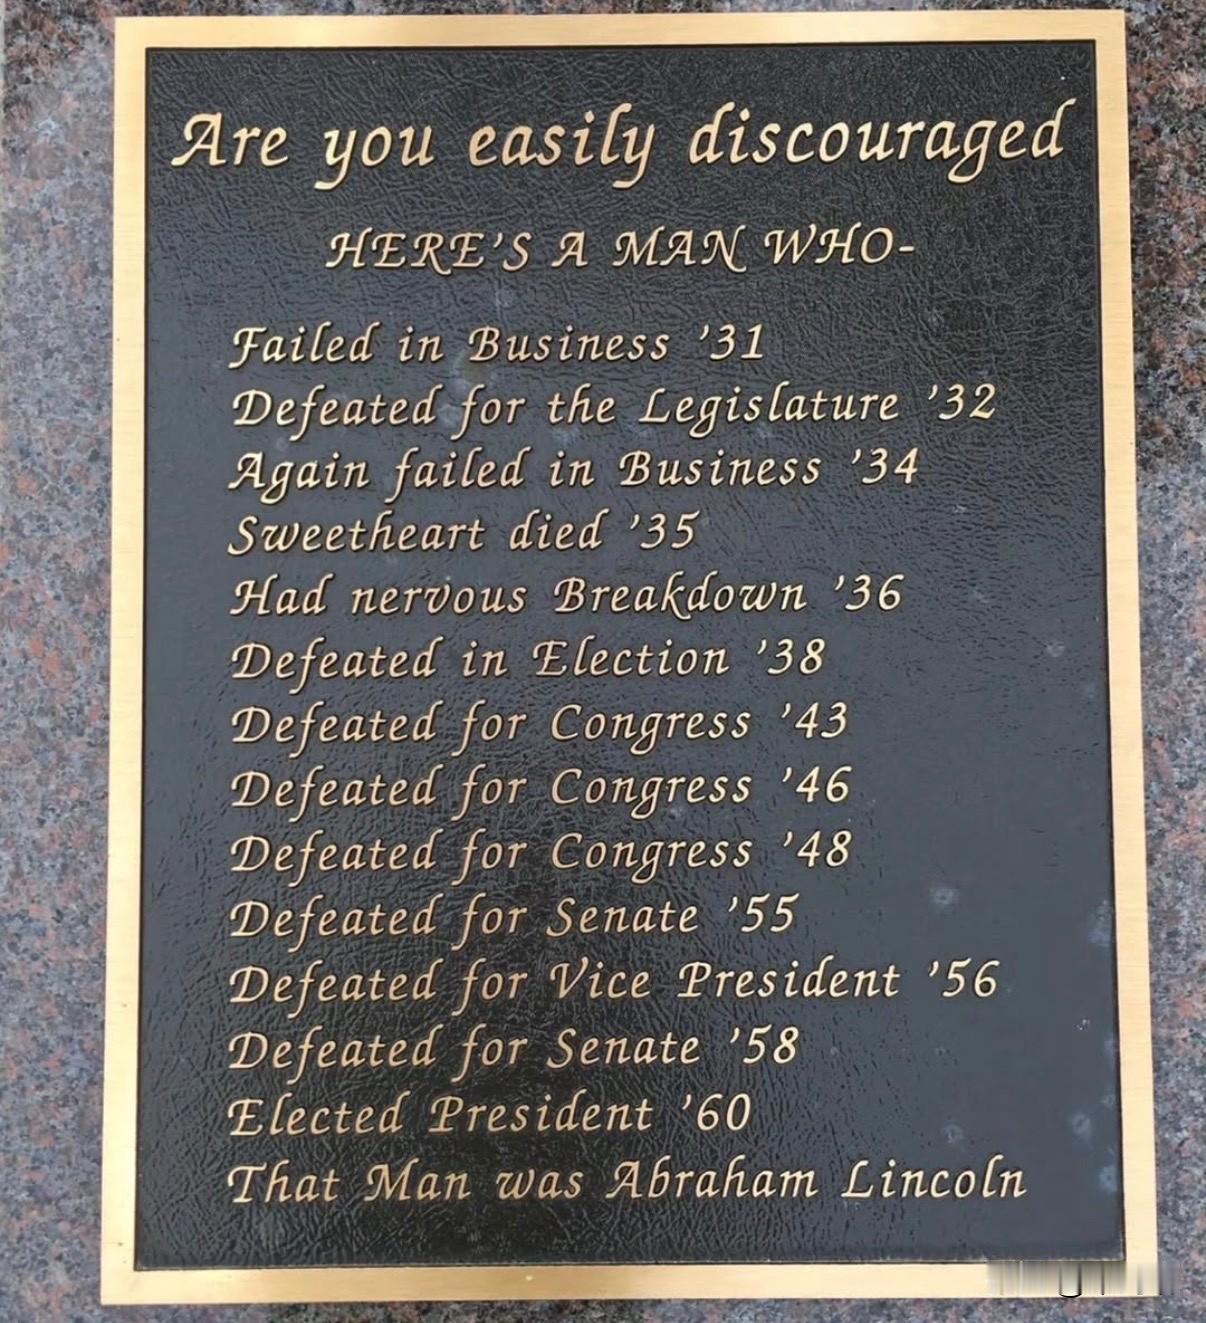 Are you easily discouraged
HERE'S A MAN WHO-
Failed in Business '31
Defeated for the Legislature '32
Again failed in Business '34
Sweetheart died '35
Had nervous Breakdown '36
Defeated in Election '38
Defeated for Congress '43
Defeated for Congress '46
Defeated for Congress '48
Defeated for Senate '55
Defeated for Vice President '56
Defeated for Senate '58
Elected President '60
That Man was Abraham Lincoln